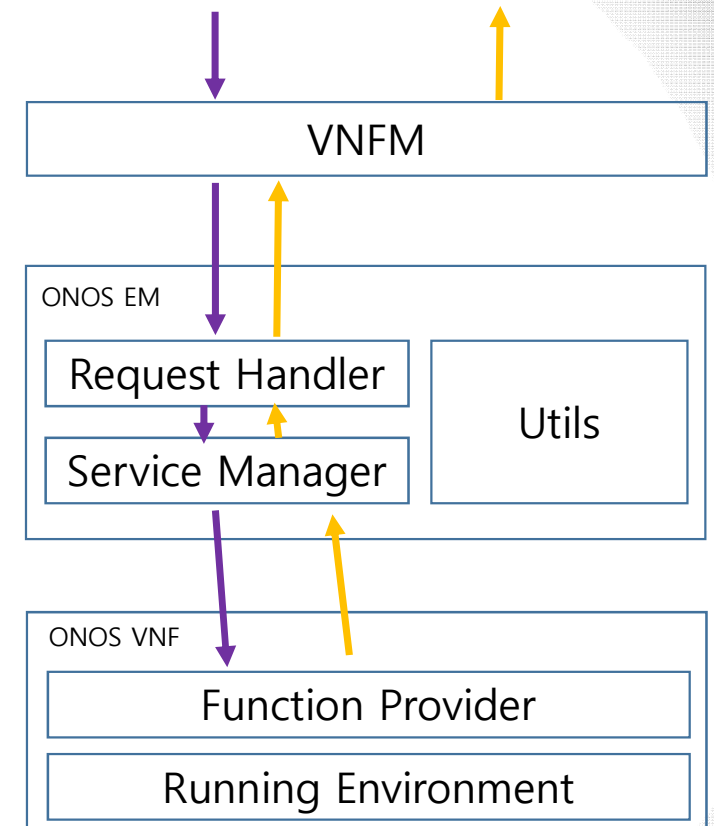 VNFM
ONOS EM
Request Handler
Utils
Service Manager
ONOS VNF
Function Provider
Running Environment